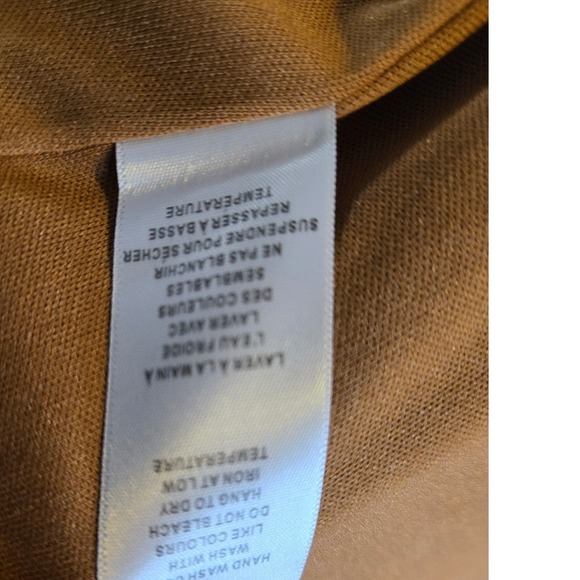 HAND WASH
WASH WITH
LIKE COLOURS
DO NOT BLEACH
HANG TO DRY
IRON AT LOW
TEMPERATURE
LAVER À LA MAIN À
L'EAU FROIDE
LAVER AVEC
DES COULEURS
SEMBLABLES
NE PAS BLANCHIR
SUSPENDRE POUR SÉCHER
REPASSER À BASSE
TEMPÉRATURE